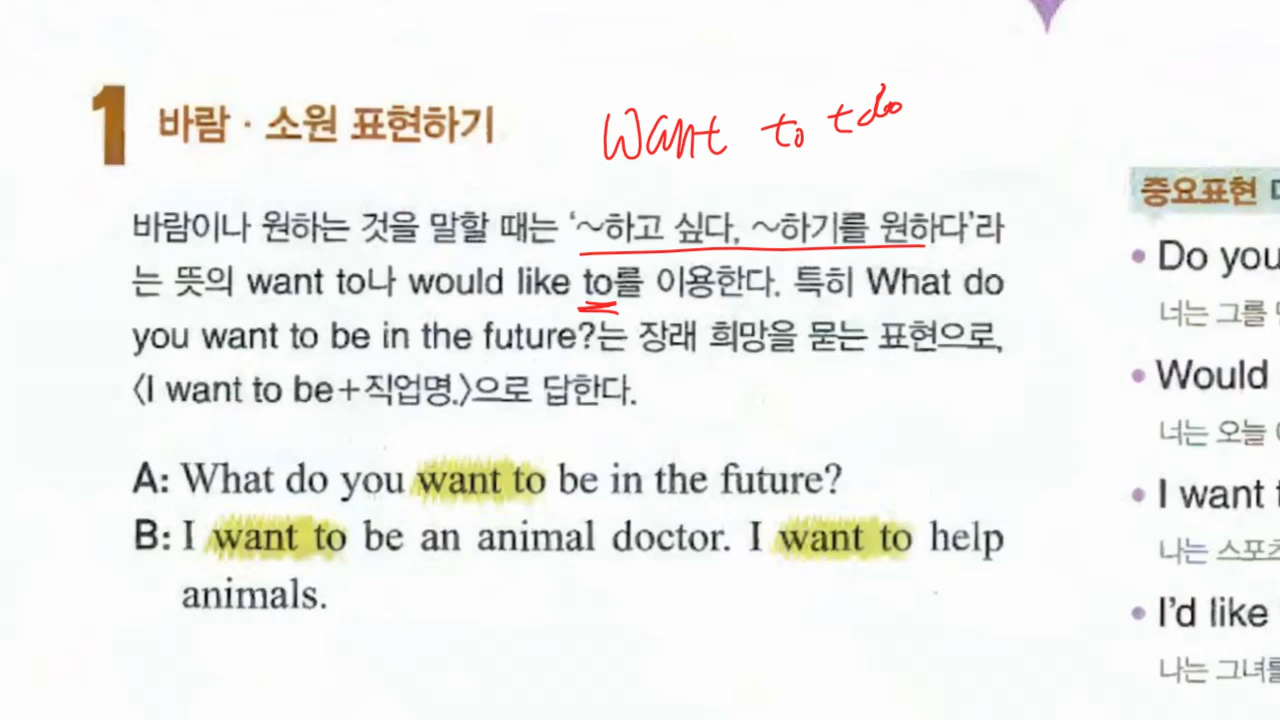 1 바람 · 소원 표현하기
want to tdo
바람이나 원하는 것을 말할 때는 ‘~하고 싶다, ~하기를 원하다’라
는 뜻의 want to나 would like to를 이용한다. 특히 What do
you want to be in the future?는 장래 희망을 묻는 표현으로,
〈I want to be+직업명.〉으로 답한다.
A: What do you want to be in the future?
B: I want to be an animal doctor. I want to help
animals.
중요표현
• Do you
너는 그를
• Would
너는 오늘
• I want
나는 스포츠
• I’d like
나는 그녀를